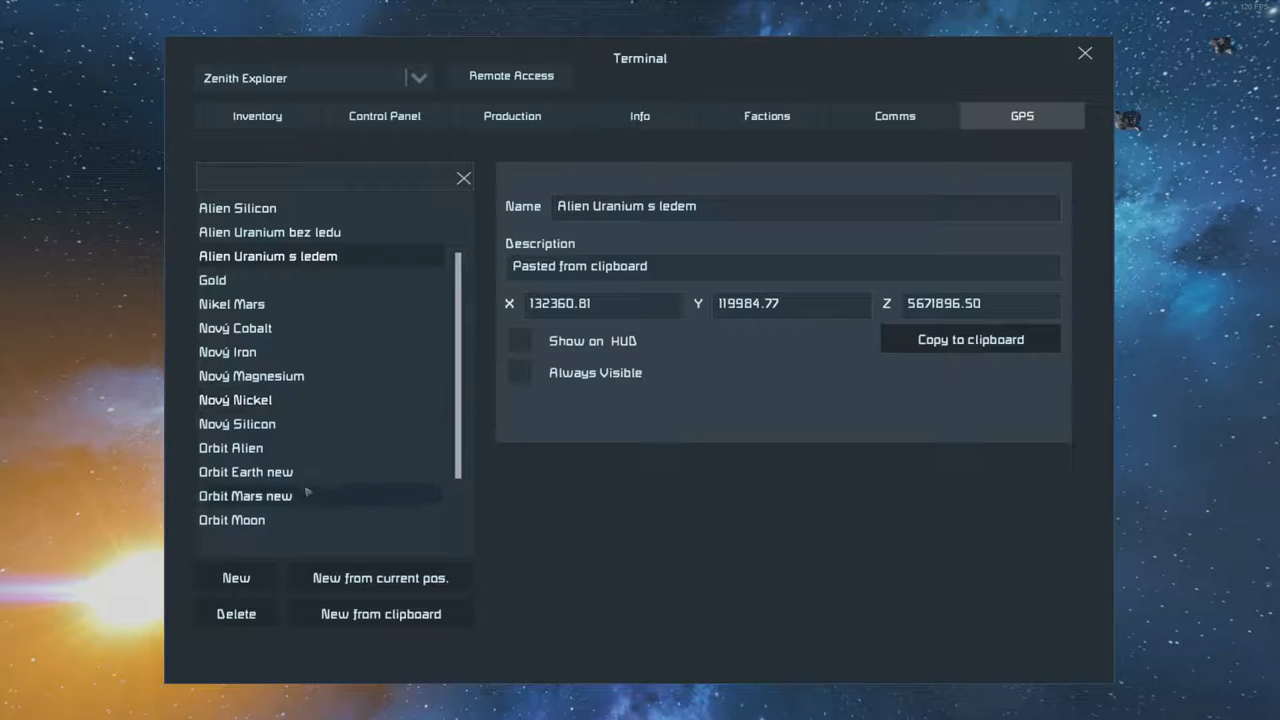 120 FPS
Terminal
Zenith Explorer
Remote Access
Inventory
Control Panel
Production
Info
Factions
Comms
GPS
Alien Silicon
Alien Uranium bez ledu
Alien Uranium s ledem
Gold
Nikel Mars
Nový Cobalt
Nový Iron
Nový Magnesium
Nový Nickel
Nový Silicon
Orbit Alien
Orbit Earth new
Orbit Mars new
Orbit Moon
New
New from current pos.
Delete
New from clipboard
Name Alien Uranium s ledem
Description
Pasted from clipboard
X 132360.81 Y 119984.77 Z 5671896.50
Show on HUD
Copy to clipboard
Always Visible